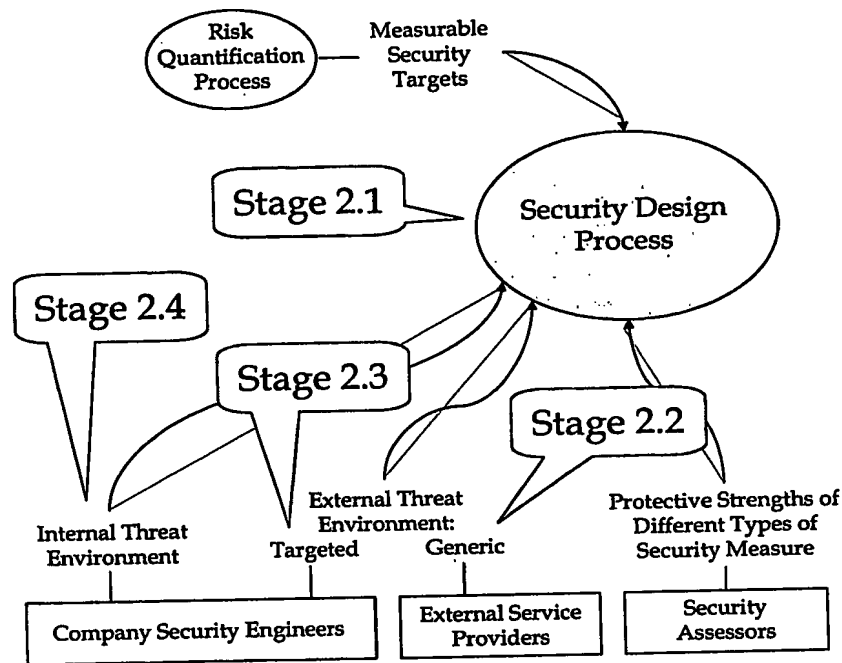 Risk
Quantification
Process
Measurable
Security
Targets
Stage 2.1
Security Design
Process
Stage 2.4
Stage 2.3
Stage 2.2
Internal Threat
Environment
External Threat
Environment:
Targeted
Generic
Protective Strengths of
Different Types of
Security Measure
Company Security Engineers
External Service
Providers
Security
Assessors